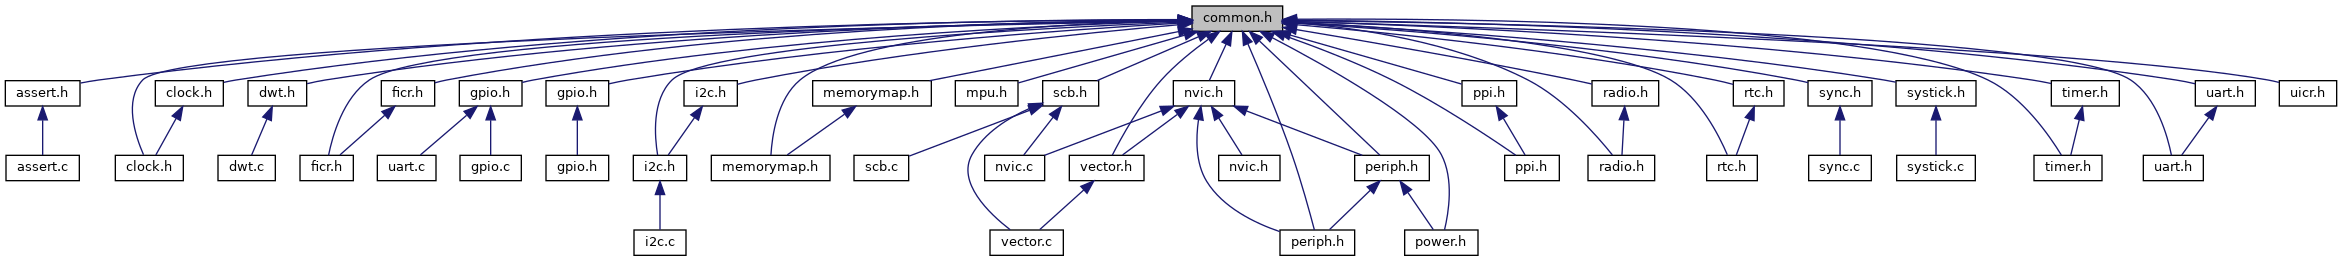 common.h
assert.h
clock.h
dwt.h
ficr.h
gpio.h
gpio.h
i2c.h
memorymap.h
mpu.h
scb.h
nvic.h
ppi.h
radio.h
rtc.h
sync.h
systick.h
timer.h
uart.h
uicr.h
assert.c
clock.h
dwt.c
ficr.h
uart.c
gpio.c
gpio.h
i2c.h
memorymap.h
scb.c
nvic.c
vector.h
nvic.h
periph.h
ppi.h
radio.h
rtc.h
sync.c
systick.c
timer.h
uart.h
i2c.c
vector.c
periph.h
power.h